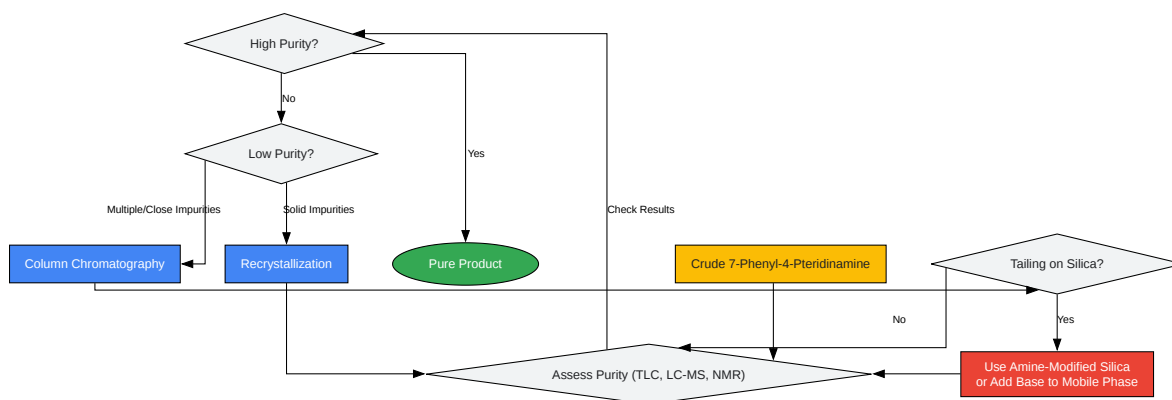 High Purity?
No
Low Purity?
Yes
Multiple/Close Impurities
Solid Impurities
Check Results
Column Chromatography
Recrystallization
Pure Product
Crude 7-Phenyl-4-Pteridinamine
Tailing on Silica?
No
Yes
Assess Purity (TLC, LC-MS, NMR)
Use Amine-Modified Silica
or Add Base to Mobile Phase